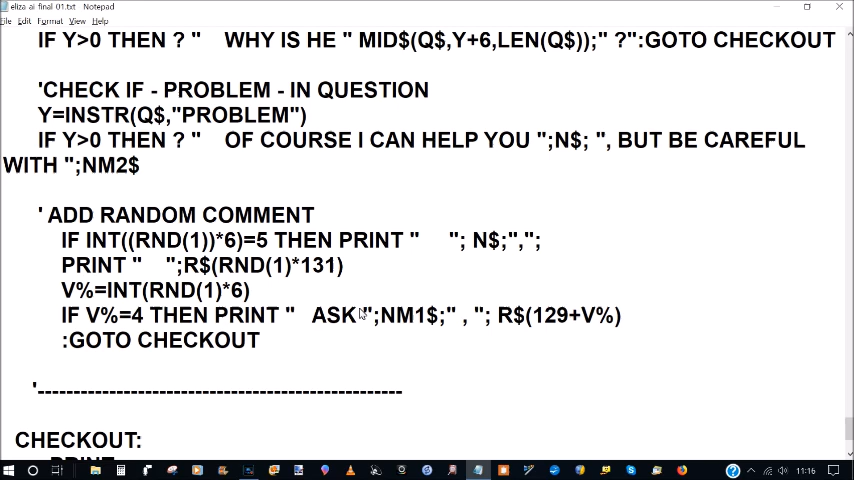 eliza ai final 01.txt - Notepad
File Edit Format View Help
IF Y>0 THEN ? "    WHY IS HE " MID$(Q$,Y+6,LEN(Q$));" ?":GOTO CHECKOUT
'CHECK IF - PROBLEM - IN QUESTION
Y=INSTR(Q$,"PROBLEM")
IF Y>0 THEN ? "    OF COURSE I CAN HELP YOU ";N$; ", BUT BE CAREFUL
WITH ";NM2$
' ADD RANDOM COMMENT
IF INT((RND(1))*6)=5 THEN PRINT "     "; N$;",";
PRINT "    ";R$(RND(1)*131)
V%=INT(RND(1)*6)
IF V%=4 THEN PRINT "   ASK ";NM1$;" , "; R$(129+V%)
:GOTO CHECKOUT
'---------------------------------------------------
CHECKOUT:
PRINT
11:16